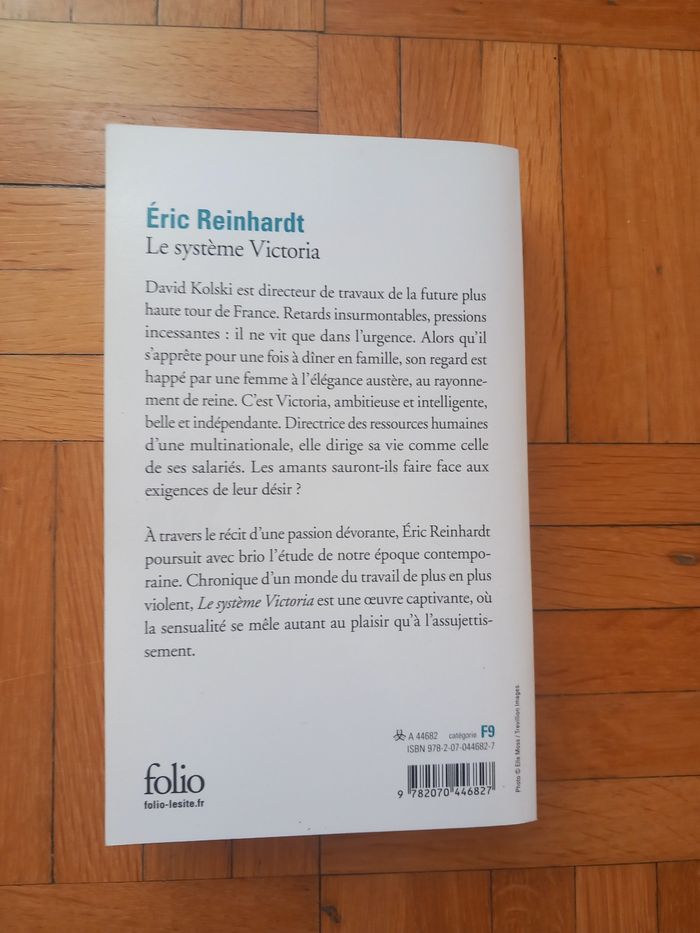 Éric Reinhardt
Le système Victoria
David Kolski est directeur de travaux de la future plus
haute tour de France. Retards insurmontables, pressions
incessantes : il ne vit que dans l'urgence. Alors qu'il
s'apprête pour une fois à dîner en famille, son regard est
happé par une femme à l'élégance austère, au rayonne-
ment de reine. C'est Victoria, ambitieuse et intelligente,
belle et indépendante. Directrice des ressources humaines
d'une multinationale, elle dirige sa vie comme celle
de ses salariés. Les amants sauront-ils faire face aux
exigences de leur désir ?
À travers le récit d'une passion dévorante, Éric Reinhardt
poursuit avec brio l'étude de notre époque contempo-
raine. Chronique d'un monde du travail de plus en plus
violent, Le système Victoria est une œuvre captivante, où
la sensualité se mêle autant au plaisir qu'à l'assujettis-
sement.
A 44682 catégorie F9
ISBN 978-2-07-044682-7
folio
folio-lesite.fr
9 782070 446827
Photo © Elle Moss / Trevillion Images